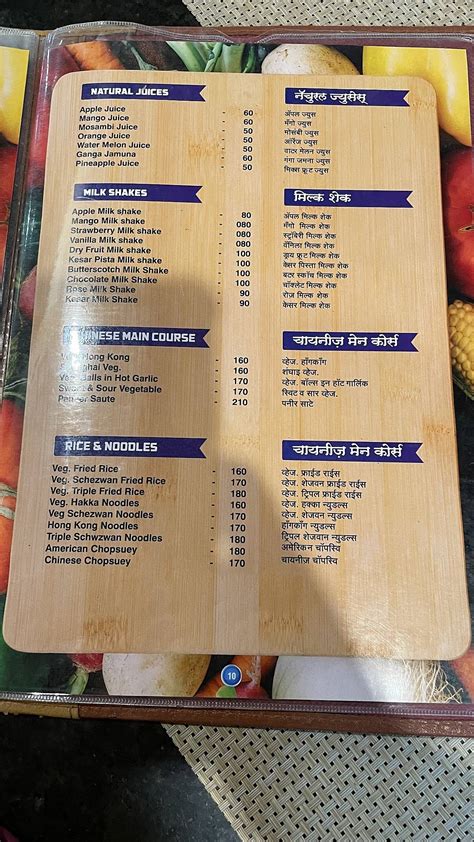 NATURAL JUICES
Apple Juice - 60
Mango Juice - 60
Mosambi Juice - 50
Orange Juice - 50
Water Melon Juice - 50
Ganga Jamuna - 50
Pineapple Juice - 50
MILK SHAKES
Apple Milk shake - 80
Mango Milk shake - 080
Strawberry Milk shake - 080
Vanilla Milk shake - 080
Dry Fruit Milk shake - 100
Kesar Pista Milk shake - 100
Butterscotch Milk shake - 100
Chocolate Milk shake - 100
Rose Milk shake - 90
Kesar Milk shake - 90
CHINESE MAIN COURSE
Veg. Hong Kong - 160
Shanghai Veg. - 160
Veg. Balls in Hot Garlic - 170
Sweet & Sour Vegetable - 170
Paneer Saute - 210
RICE & NOODLES
Veg. Fried Rice - 160
Veg. Schezwan Fried Rice - 170
Veg. Triple Fried Rice - 180
Veg. Hakka Noodles - 170
Veg Schezwan Noodles - 170
Hong Kong Noodles - 170
Triple Schwzwan Noodles - 180
American Chopsuey - 180
Chinese Chopsuey - 170
नॅचुरल ज्युसेस्
ॲपल ज्युस
मँगो ज्युस
मोसंबी ज्युस
ऑरेंज ज्युस
वाटर मेलन ज्युस
गंगा जमना ज्युस
मिक्स फ्रूट ज्युस
मिल्क शेक
ॲपल मिल्क शेक
मँगो मिल्क शेक
स्ट्रॉबेरी मिल्क शेक
वॅनिला मिल्क शेक
ड्राय फ्रूट मिल्क शेक
केसर पिस्ता मिल्क शेक
बटर स्कॉच मिल्क शेक
चॉक्लेट मिल्क शेक
रोज मिल्क शेक
केसर मिल्क शेक
चायनीज मेन कोर्स
व्हेज. हाँगकाँग
शंघाइ व्हेज.
व्हेज. बॉल्स इन हॉट गार्लिक
स्विट व सार व्हेज.
पनीर साटे
चायनीज मेन कोर्स
व्हेज. फ्राईड राईस
व्हेज. शेजवन फ्राईड राईस
व्हेज. ट्रिपल फ्राईड राईस
व्हेज. हक्का न्युडल्स
व्हेज. शेजवन न्युडल्स
हाँगकाँग न्युडल्स
ट्रिपल शेजवान न्युडल्स
अमेरिकन चॉपस्वि
चायनीज चॉपस्वि
10